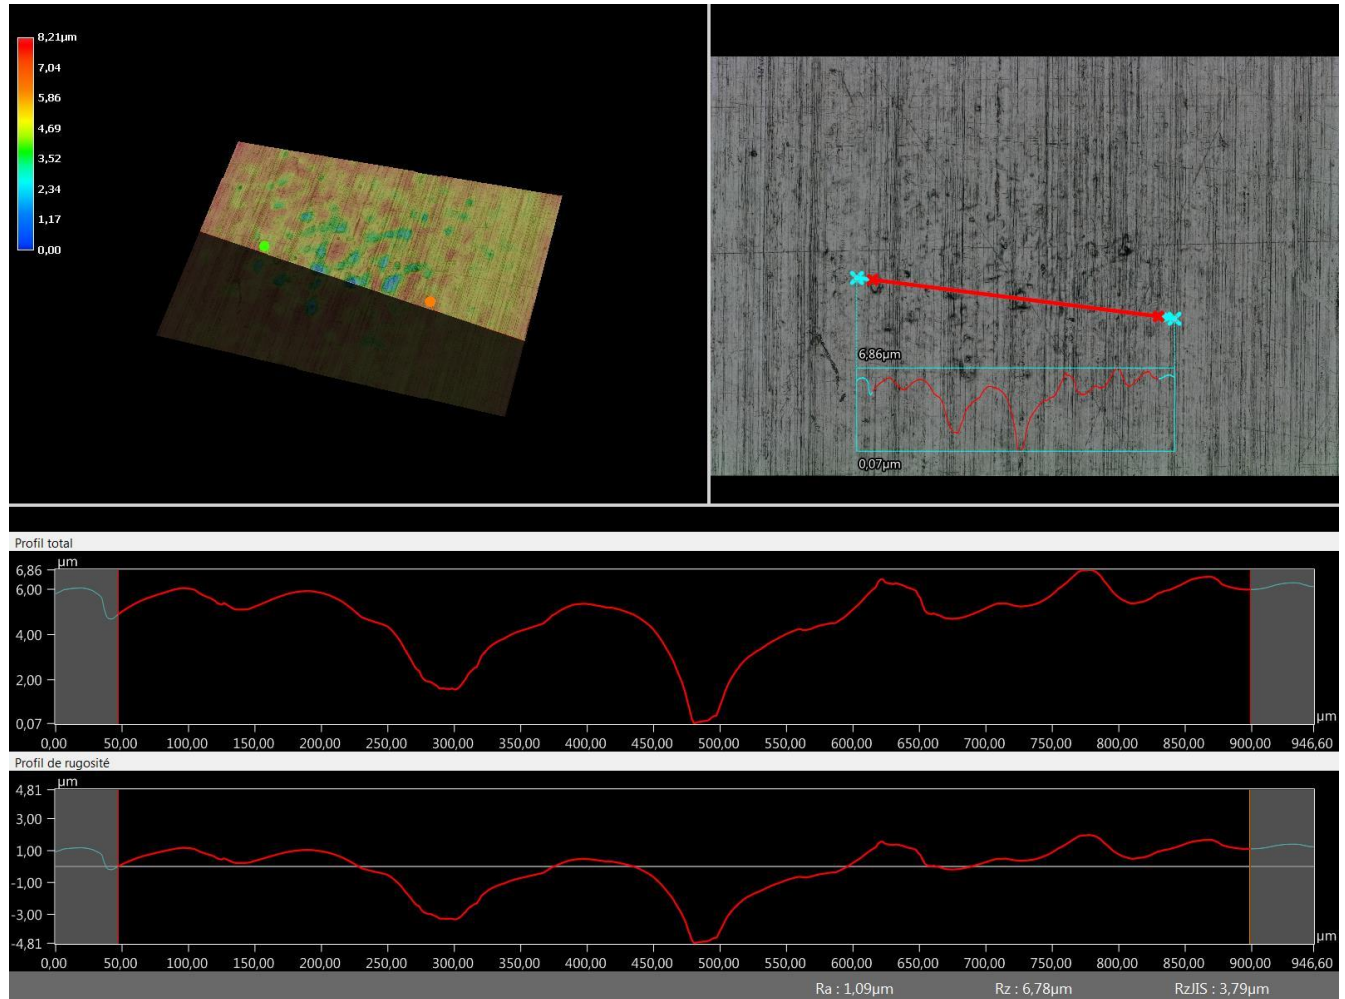 8,21µm
7,04
5,86
4,69
3,52
2,34
1,17
0,00
6,86µm
0,07µm
Profil total
µm
6,86
6,00
4,00
2,00
0,07
µm
0,00 50,00 100,00 150,00 200,00 250,00 300,00 350,00 400,00 450,00 500,00 550,00 600,00 650,00 700,00 750,00 800,00 850,00 900,00 946,60
Profil de rugosité
µm
4,81
3,00
1,00
-1,00
-3,00
-4,81
µm
0,00 50,00 100,00 150,00 200,00 250,00 300,00 350,00 400,00 450,00 500,00 550,00 600,00 650,00 700,00 750,00 800,00 850,00 900,00 946,60
Ra : 1,09µm Rz : 6,78µm RzJIS : 3,79µm